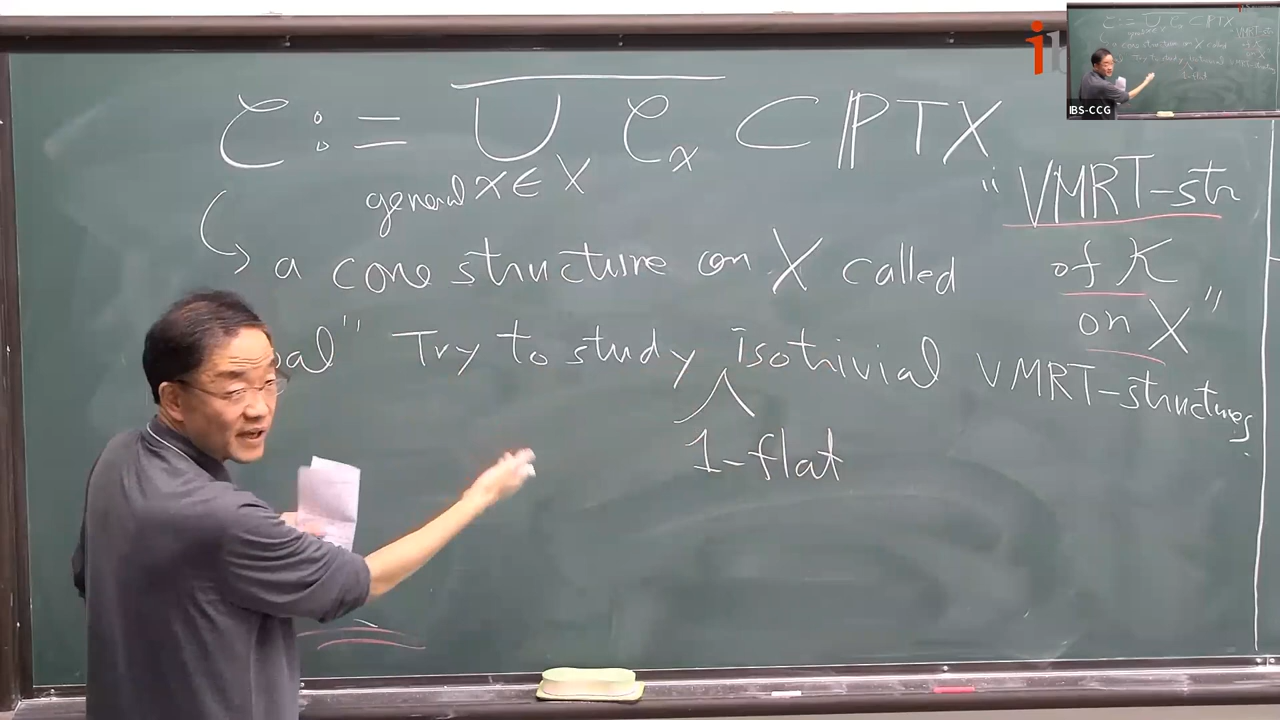 𝒞 := ∪ 𝒞ₓ ⊂ ℙTX
general x ∈ X
"VMRT-str
of K
on X"
a cone structure on X called
" Try to study isotrivial VMRT-structures
^
1-flat
IBS-CCG